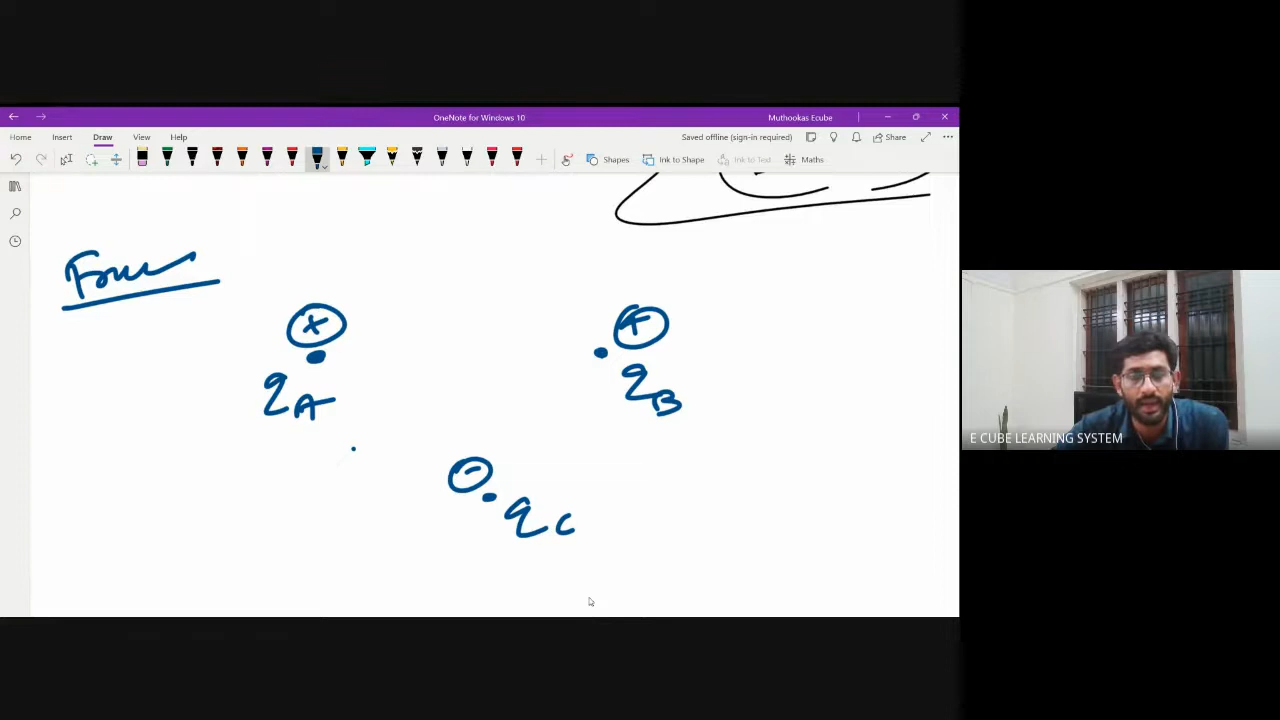 OneNote for Windows 10
Muthookas Ecube
Home Insert Draw View Help
Saved offline (sign-in required)
Share
Shapes
Ink to Shape
Ink to Text
Maths
+ +
qA qB
-
qC
E CUBE LEARNING SYSTEM